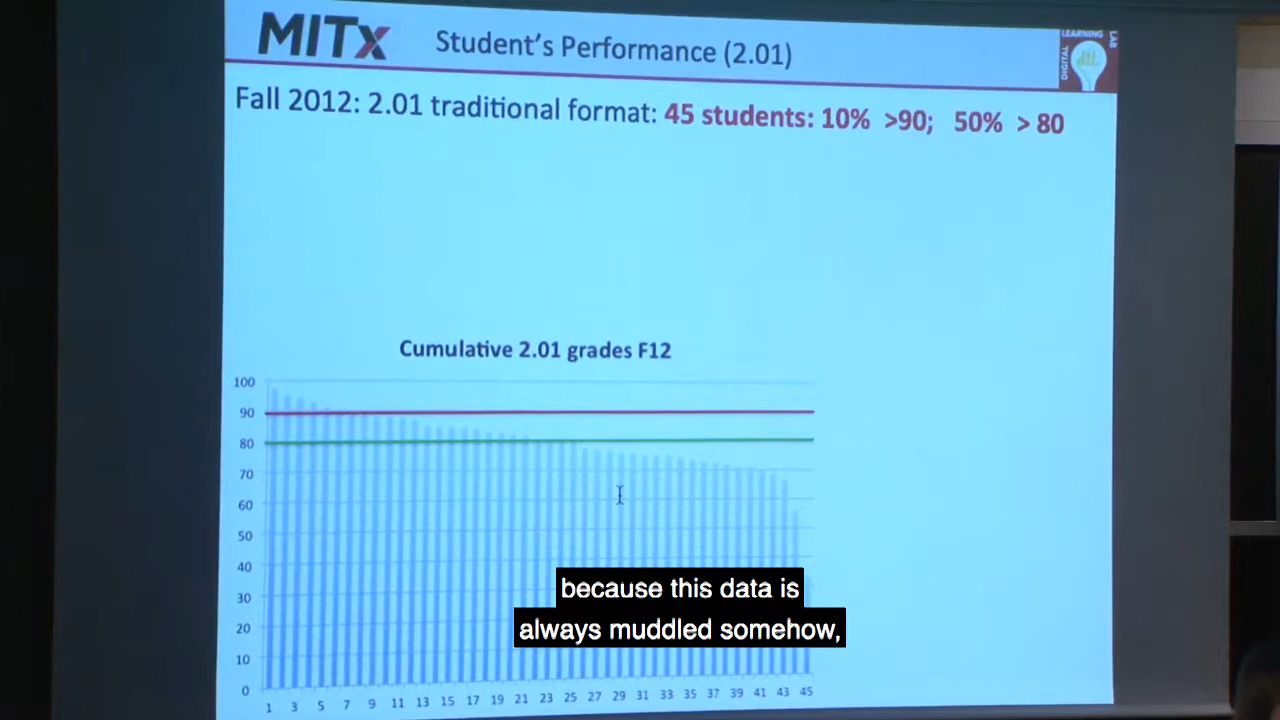 MITx
Student's Performance (2.01)
LEARNING
LAB
DIGITAL
Fall 2012: 2.01 traditional format: 45 students: 10% >90; 50% > 80
Cumulative 2.01 grades F12
100
90
80
70
60
50
40
30
20
10
0
1 3 5 7 9 11 13 15 17 19 21 23 25 27 29 31 33 35 37 39 41 43 45
because this data is
always muddled somehow,